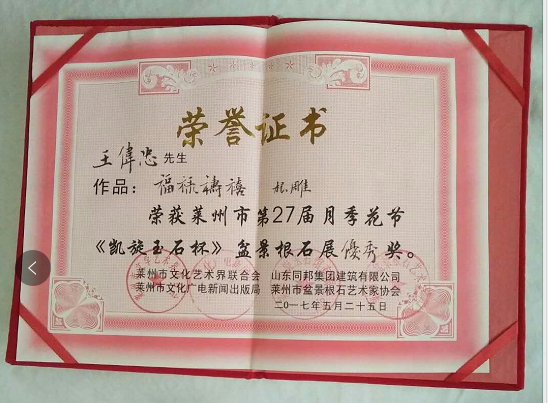 荣誉证书
王偉忠先生
作品：福禄禱禧 根雕
荣获莱州市第27届月季花节
《凯旋玉石杯》盆景根石展優秀奖。
莱州市文化艺术界联合会 山东同邦集团建筑有限公司
莱州市文化广电新闻出版局 莱州市盆景根石艺术家协会
二〇一七年五月二十五日